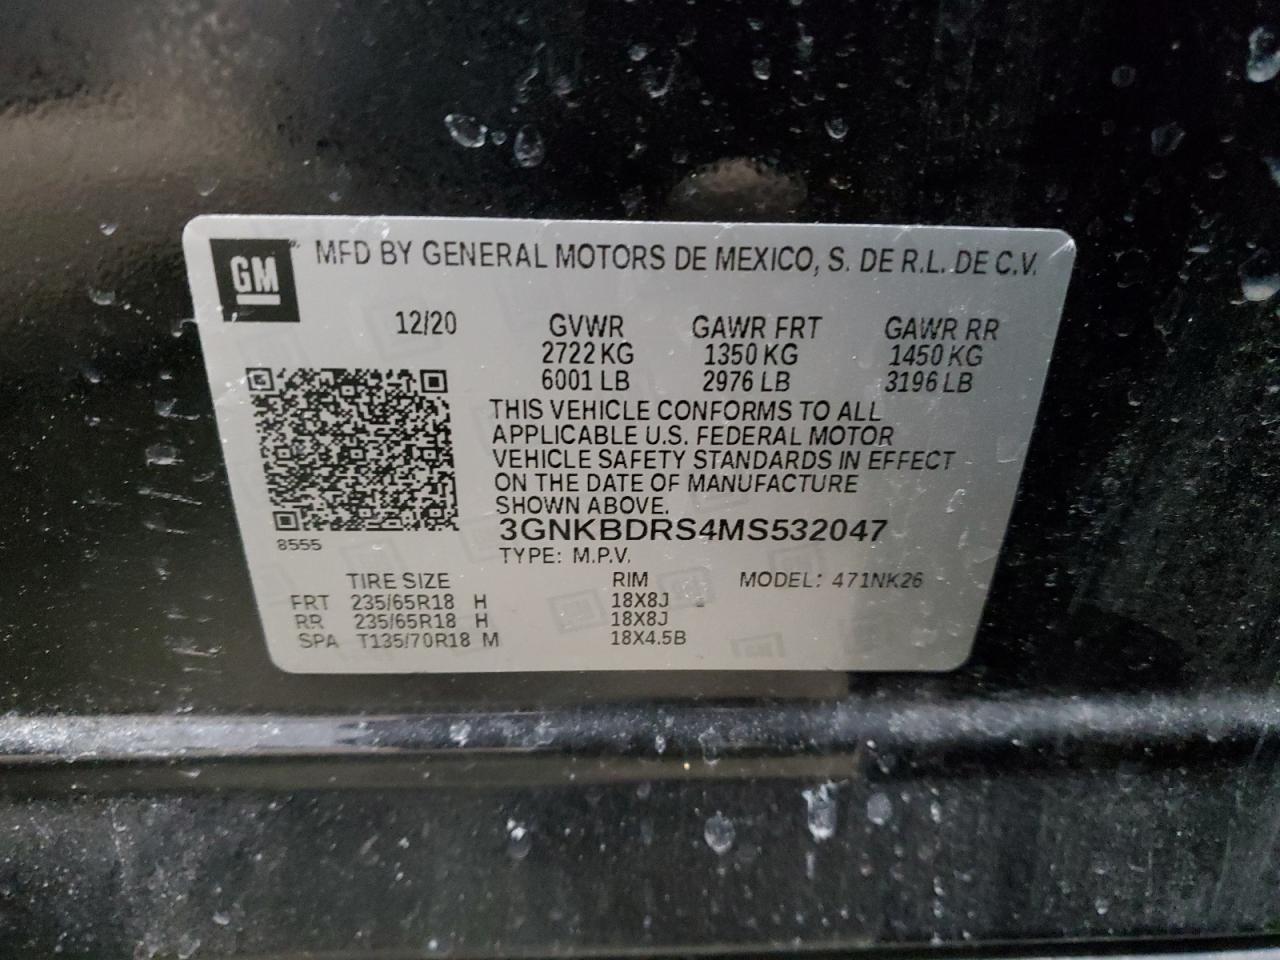 GM MFD BY GENERAL MOTORS DE MEXICO, S. DE R.L. DE C.V.
12/20 GVWR GAWR FRT GAWR RR
2722 KG 1350 KG 1450 KG
6001 LB 2976 LB 3196 LB
THIS VEHICLE CONFORMS TO ALL
APPLICABLE U.S. FEDERAL MOTOR
VEHICLE SAFETY STANDARDS IN EFFECT
ON THE DATE OF MANUFACTURE
SHOWN ABOVE.
3GNKBDRS4MS532047
8555
TYPE: M.P.V.
TIRE SIZE RIM MODEL: 471NK26
FRT 235/65R18 H 18X8J
RR 235/65R18 H 18X8J
SPA T135/70R18 M 18X4.5B